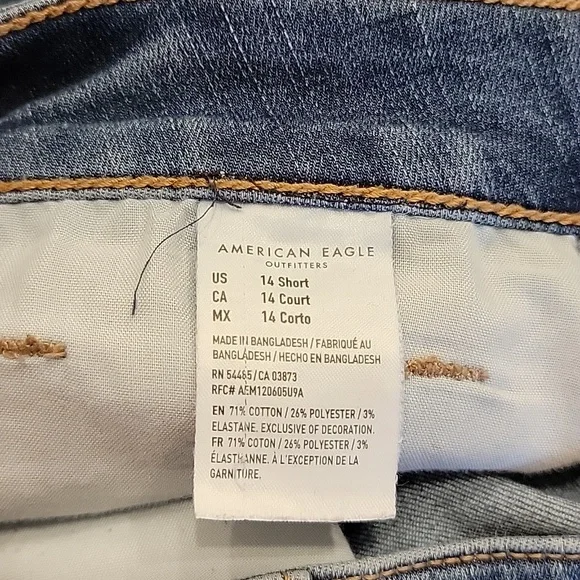 AMERICAN EAGLE
OUTFITTERS
US 14 Short
CA 14 Court
MX 14 Corto
MADE IN BANGLADESH / FABRIQUÉ AU
BANGLADESH / HECHO EN BANGLADESH
RN 54485 / CA 03873
RFC# AEM120605U9A
EN 71% COTTON / 26% POLYESTER / 3%
ELASTANE. EXCLUSIVE OF DECORATION.
FR 71% COTON / 26% POLYESTER / 3%
ÉLASTHANNE. À L'EXCEPTION DE LA
GARNITURE.